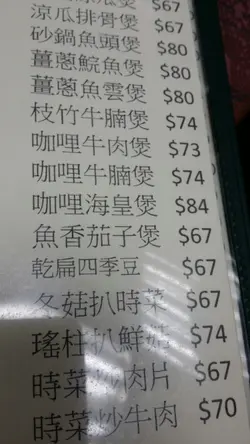 涼瓜排骨煲 $67
砂鍋魚頭煲 $80
薑蔥鯇魚煲 $80
薑蔥魚雲煲 $80
枝竹牛腩煲 $74
咖哩牛肉煲 $73
咖哩牛腩煲 $74
咖哩海皇煲 $84
魚香茄子煲 $67
乾扁四季豆 $67
冬菇扒時菜 $67
瑤柱扒鮮菇 $74
時菜炒肉片 $67
時菜炒牛肉 $70